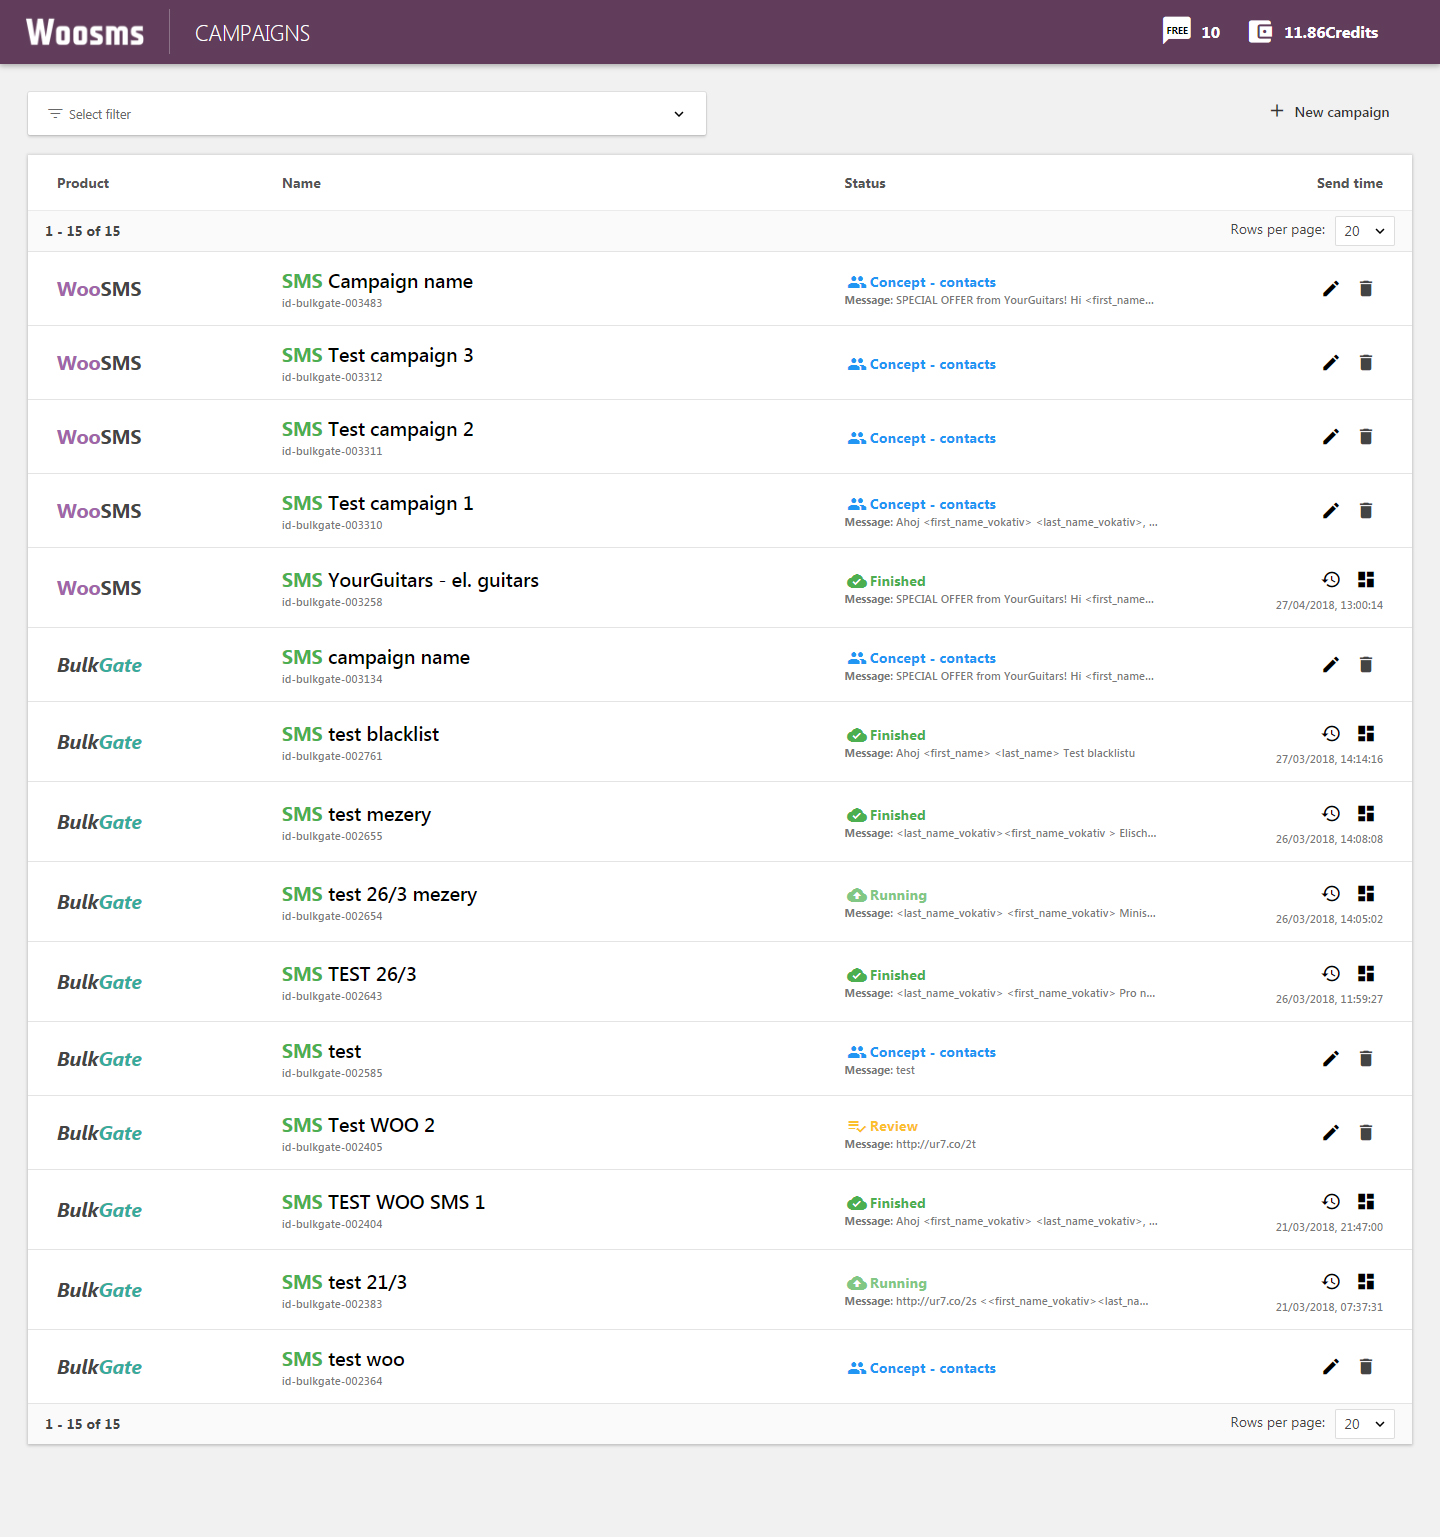 Woosms CAMPAIGNS FREE 10 11.86Credits
Select filter New campaign
Product Name Status Send time
1 - 15 of 15 Rows per page: 20
WooSMS SMS Campaign name Concept - contacts
id-bulkgate-003483 Message: SPECIAL OFFER from YourGuitars! Hi <first_name...
WooSMS SMS Test campaign 3 Concept - contacts
id-bulkgate-003312
WooSMS SMS Test campaign 2 Concept - contacts
id-bulkgate-003311
WooSMS SMS Test campaign 1 Concept - contacts
id-bulkgate-003310 Message: Ahoj <first_name_vokativ> <last_name_vokativ>, ...
WooSMS SMS YourGuitars - el. guitars Finished
id-bulkgate-003258 Message: SPECIAL OFFER from YourGuitars! Hi <first_name... 27/04/2018, 13:00:14
BulkGate SMS campaign name Concept - contacts
id-bulkgate-003134 Message: SPECIAL OFFER from YourGuitars! Hi <first_name...
BulkGate SMS test blacklist Finished
id-bulkgate-002761 Message: Ahoj <first_name> <last_name> Test blacklistu 27/03/2018, 14:14:16
BulkGate SMS test mezery Finished
id-bulkgate-002655 Message: <last_name_vokativ><first_name_vokativ > Elisch... 26/03/2018, 14:08:08
BulkGate SMS test 26/3 mezery Running
id-bulkgate-002654 Message: <last_name_vokativ> <first_name_vokativ> Minis... 26/03/2018, 14:05:02
BulkGate SMS TEST 26/3 Finished
id-bulkgate-002643 Message: <last_name_vokativ> <first_name_vokativ> Pro n... 26/03/2018, 11:59:27
BulkGate SMS test Concept - contacts
id-bulkgate-002585 Message: test
BulkGate SMS Test WOO 2 Review
id-bulkgate-002405 Message: http://ur7.co/2t
BulkGate SMS TEST WOO SMS 1 Finished
id-bulkgate-002404 Message: Ahoj <first_name_vokativ> <last_name_vokativ>, ... 21/03/2018, 21:47:00
BulkGate SMS test 21/3 Running
id-bulkgate-002383 Message: http://ur7.co/2s <<first_name_vokativ><last_na... 21/03/2018, 07:37:31
BulkGate SMS test woo Concept - contacts
id-bulkgate-002364
1 - 15 of 15 Rows per page: 20